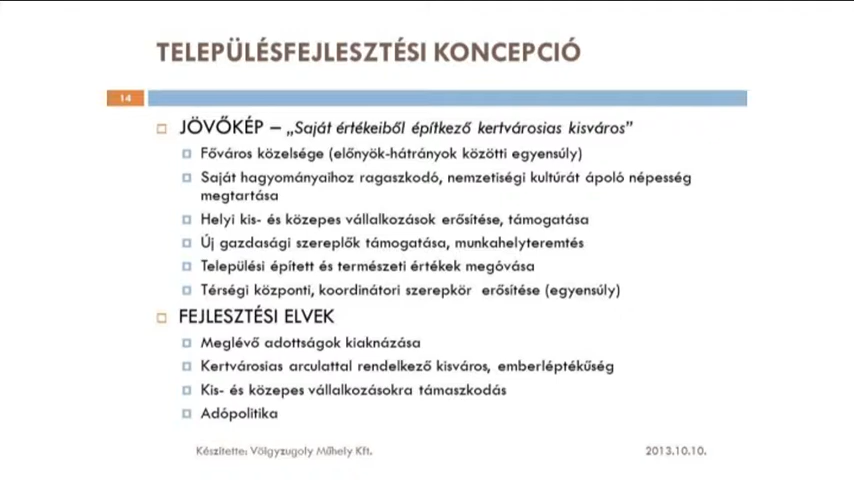 TELEPÜLÉSFEJLESZTÉSI KONCEPCIÓ
14
JÖVŐKÉP – „Saját értékeiből építkező kertvárosias kisváros”
Főváros közelsége (előnyök-hátrányok közötti egyensúly)
Saját hagyományaihoz ragaszkodó, nemzetiségi kultúrát ápoló népesség
megtartása
Helyi kis- és közepes vállalkozások erősítése, támogatása
Új gazdasági szereplők támogatása, munkahelyteremtés
Települési épített és természeti értékek megóvása
Térségi központi, koordinátori szerepkör erősítése (egyensúly)
FEJLESZTÉSI ELVEK
Meglévő adottságok kiaknázása
Kertvárosias arculattal rendelkező kisváros, emberléptékűség
Kis- és közepes vállalkozásokra támaszkodás
Adópolitika
Készítette: Völgyzugoly Műhely Kft.
2013.10.10.